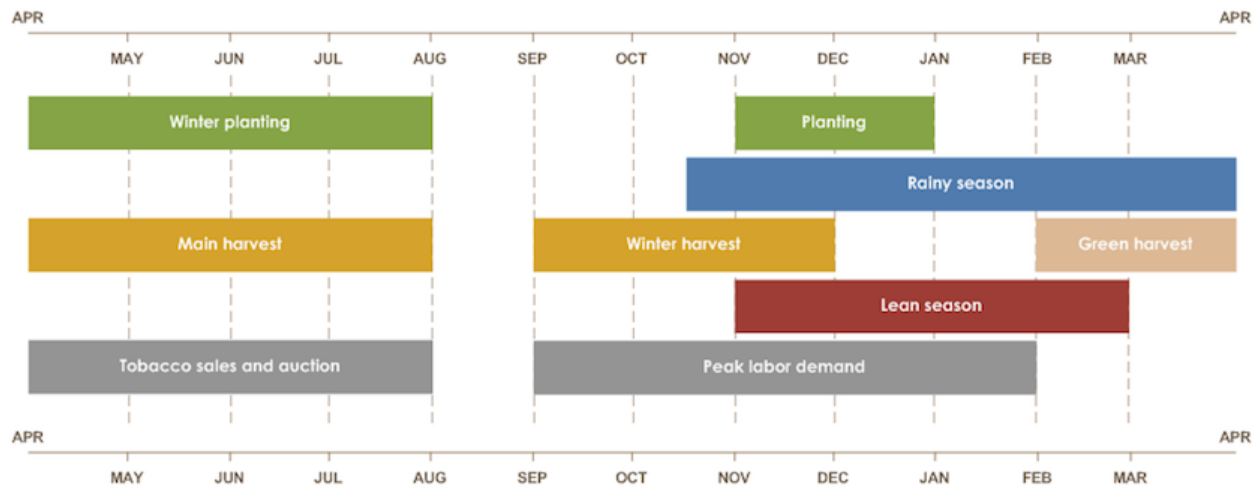 APR APR
MAY JUN JUL AUG SEP OCT NOV DEC JAN FEB MAR
Winter planting Planting
Rainy season
Main harvest Winter harvest Green harvest
Lean season
Tobacco sales and auction Peak labor demand
APR APR
MAY JUN JUL AUG SEP OCT NOV DEC JAN FEB MAR